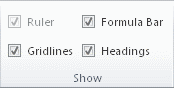 Ruler Formula Bar
Gridlines Headings
Show